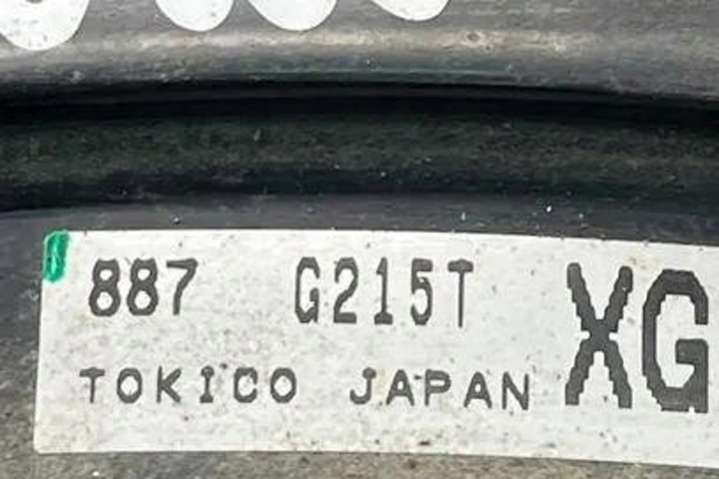 887 G215T XG
TOKICO JAPAN